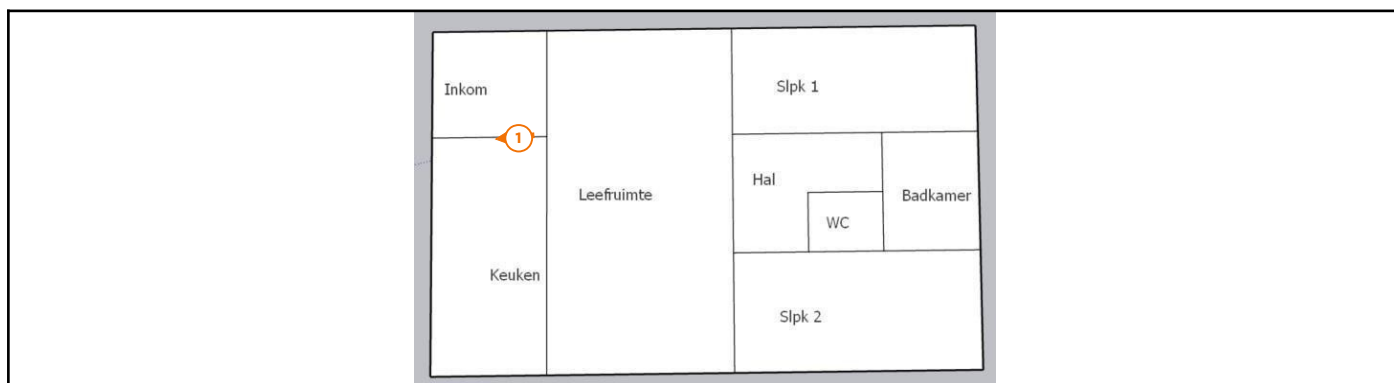 Inkom
Slpk 1
1
Hal
Leefruimte
Badkamer
WC
Keuken
Slpk 2